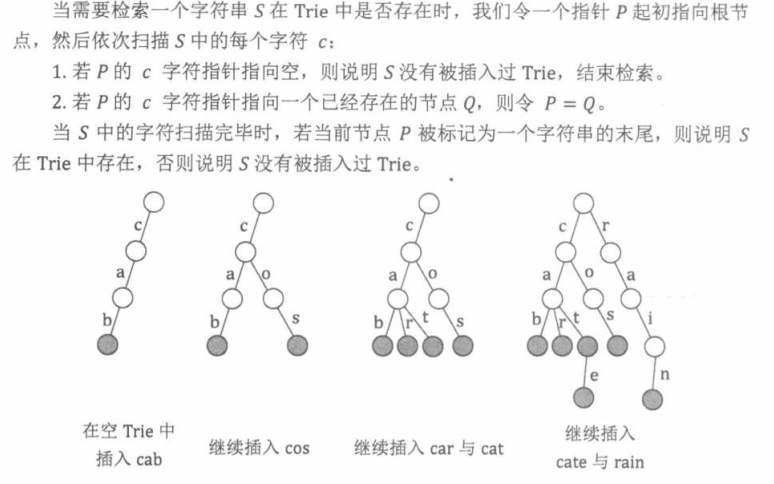 当需要检索一个字符串 S 在 Trie 中是否存在时，我们令一个指针 P 起初指向根节
点，然后依次扫描 S 中的每个字符 c：
1. 若 P 的 c 字符指针指向空，则说明 S 没有被插入过 Trie，结束检索。
2. 若 P 的 c 字符指针指向一个已经存在的节点 Q，则令 P = Q。
当 S 中的字符扫描完毕时，若当前节点 P 被标记为一个字符串的末尾，则说明 S
在 Trie 中存在，否则说明 S 没有被插入过 Trie。
c
a
b
c
a o
b s
c
a o
b r t s
c r
a o a
b r t s i
e n
在空 Trie 中
插入 cab
继续插入 cos
继续插入 car 与 cat
继续插入
cate 与 rain